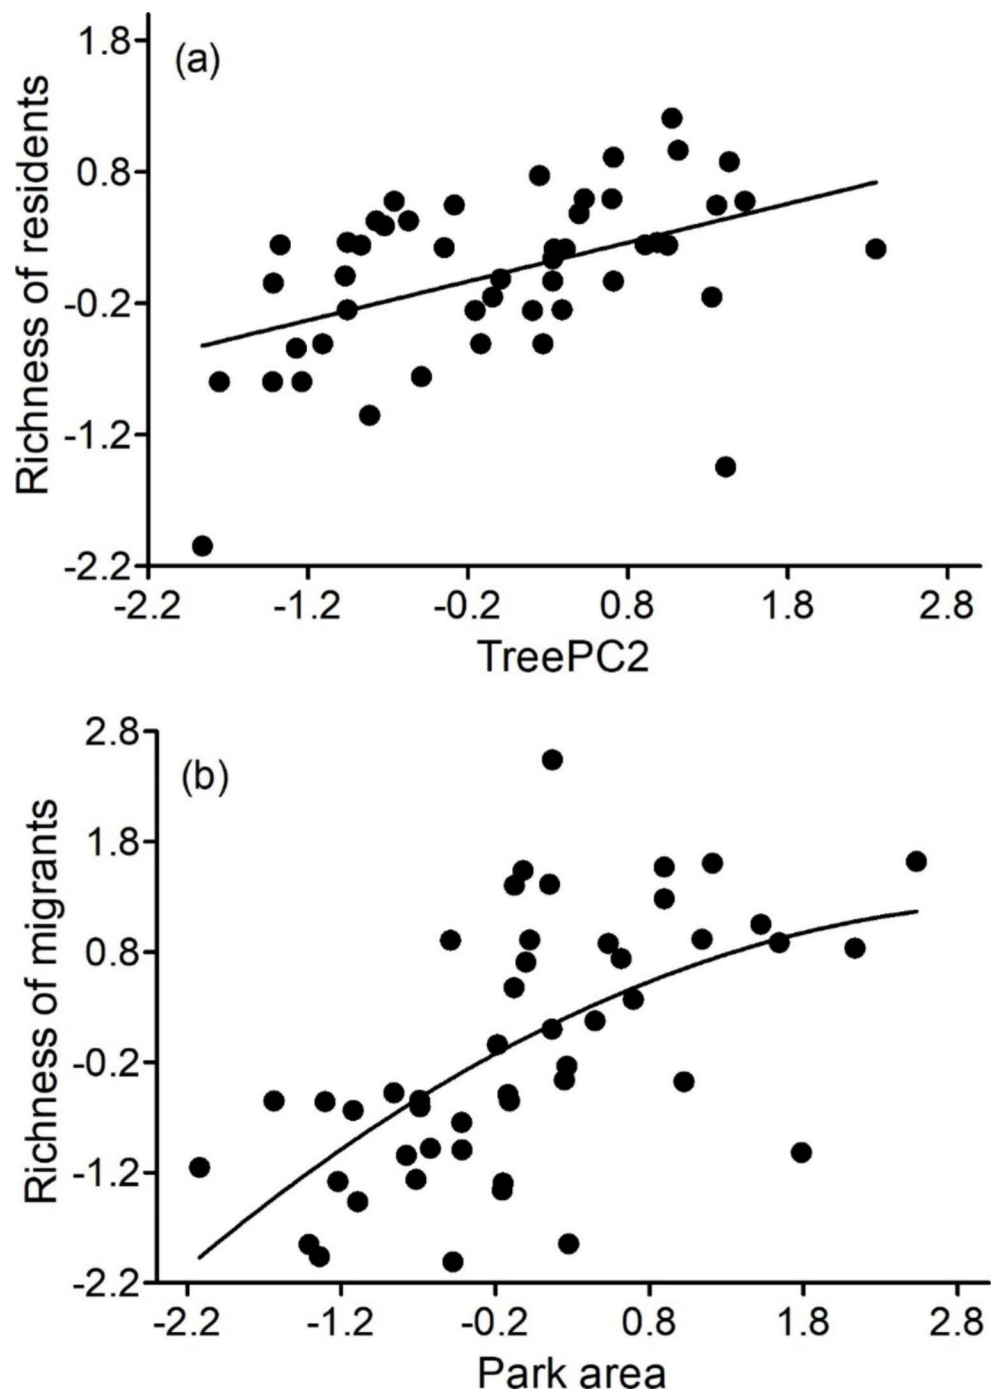 (a)
Richness of residents
1.8
0.8
-0.2
-1.2
-2.2
-2.2 -1.2 -0.2 0.8 1.8 2.8
TreePC2
(b)
Richness of migrants
2.8
1.8
0.8
-0.2
-1.2
-2.2
-2.2 -1.2 -0.2 0.8 1.8 2.8
Park area